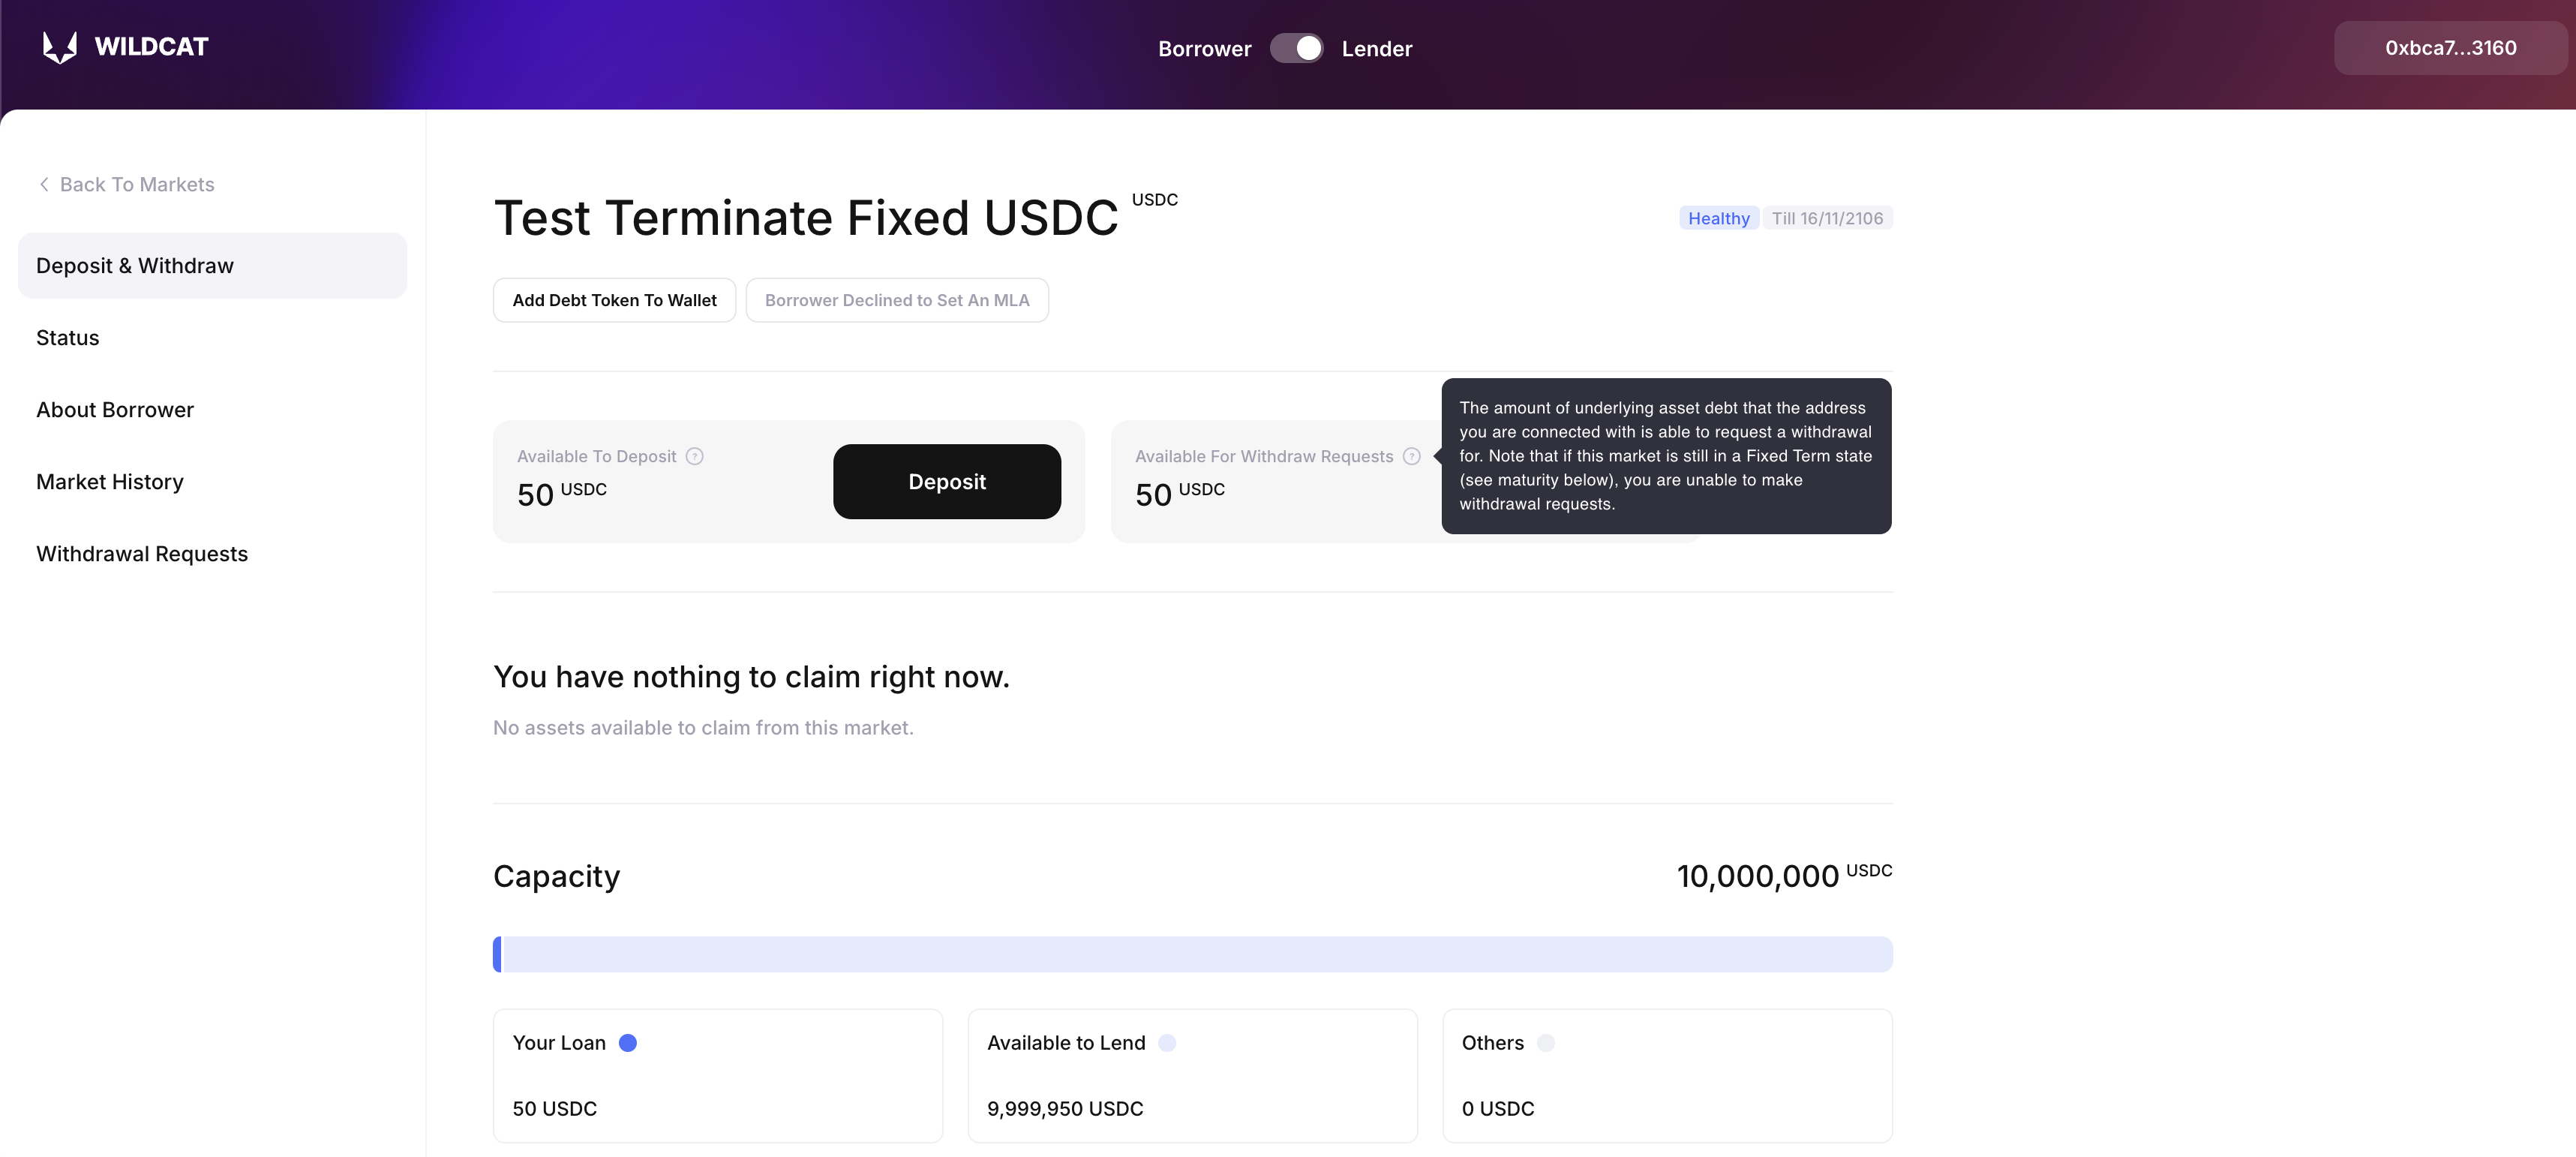 WILDCAT
Borrower
Lender
0xbca7...3160
Back To Markets
Deposit & Withdraw
Status
About Borrower
Market History
Withdrawal Requests
Test Terminate Fixed USDC USDC
Healthy
Till 16/11/2106
Add Debt Token To Wallet
Borrower Declined to Set An MLA
Available To Deposit ?
50 USDC
Deposit
Available For Withdraw Requests ?
50 USDC
The amount of underlying asset debt that the address
you are connected with is able to request a withdrawal
for. Note that if this market is still in a Fixed Term state
(see maturity below), you are unable to make
withdrawal requests.
You have nothing to claim right now.
No assets available to claim from this market.
Capacity
10,000,000 USDC
Your Loan
50 USDC
Available to Lend
9,999,950 USDC
Others
0 USDC